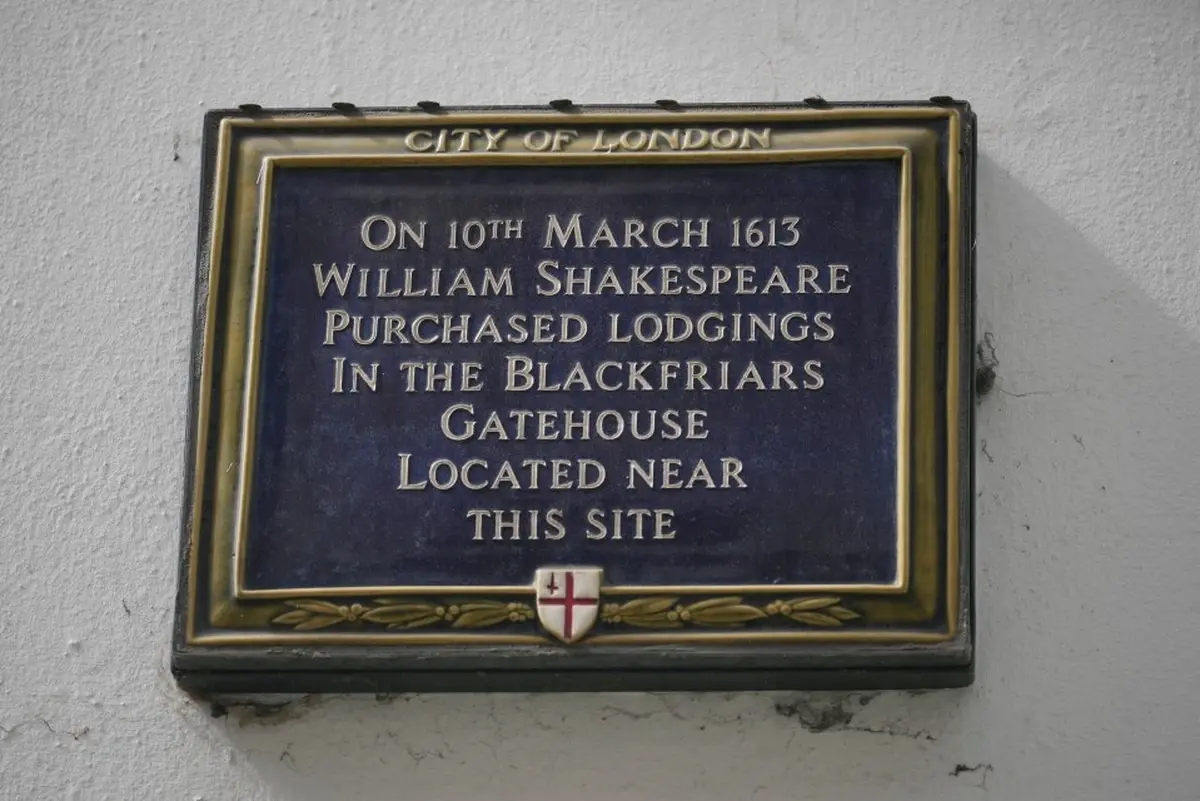 CITY OF LONDON
ON 10TH MARCH 1613
WILLIAM SHAKESPEARE
PURCHASED LODGINGS
IN THE BLACKFRIARS
GATEHOUSE
LOCATED NEAR
THIS SITE